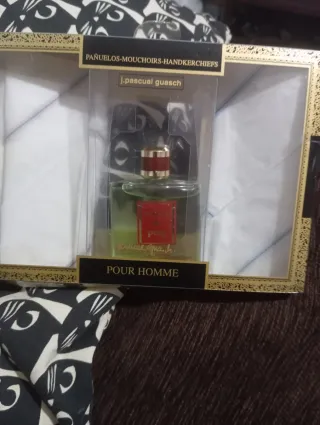 PAÑUELOS-MOUCHOIRS-HANDKERCHIEFS
j.pascual guasch
POUR HOMME